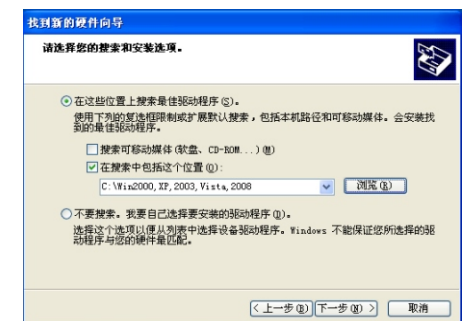 找到新的硬件向导
请选择您的搜索和安装选项。
在这些位置上搜索最佳驱动程序(S)。
使用下列的复选框限制或扩展默认搜索，包括本机路径和可移动媒体。会安装找
到的最佳驱动程序。
搜索可移动媒体(软盘、CD-ROM...)(M)
在搜索中包括这个位置(O):
C:\Win2000,XP,2003,Vista,2008
浏览(R)
不要搜索。我要自己选择要安装的驱动程序(D)。
选择这个选项以便从列表中选择设备驱动程序。Windows 不能保证您所选择的驱
动程序与您的硬件最匹配。
<上一步(B) 下一步(N)> 取消